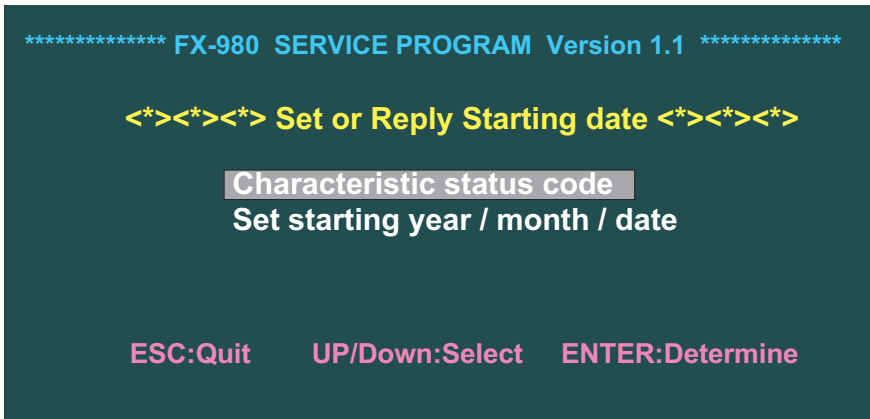 ************** FX-980 SERVICE PROGRAM Version 1.1 **************
<*><*><*> Set or Reply Starting date <*><*><*>
Characteristic status code
Set starting year / month / date
ESC:Quit UP/Down:Select ENTER:Determine